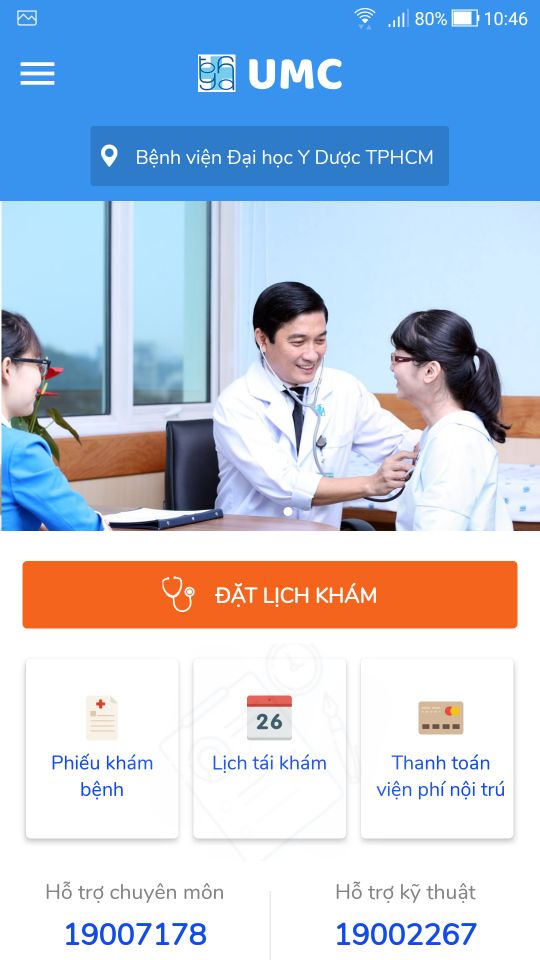 80% 10:46
UMC
Bệnh viện Đại học Y Dược TPHCM
ĐẶT LỊCH KHÁM
26
Phiếu khám
bệnh
Lịch tái khám
Thanh toán
viện phí nội trú
Hỗ trợ chuyên môn
19007178
Hỗ trợ kỹ thuật
19002267